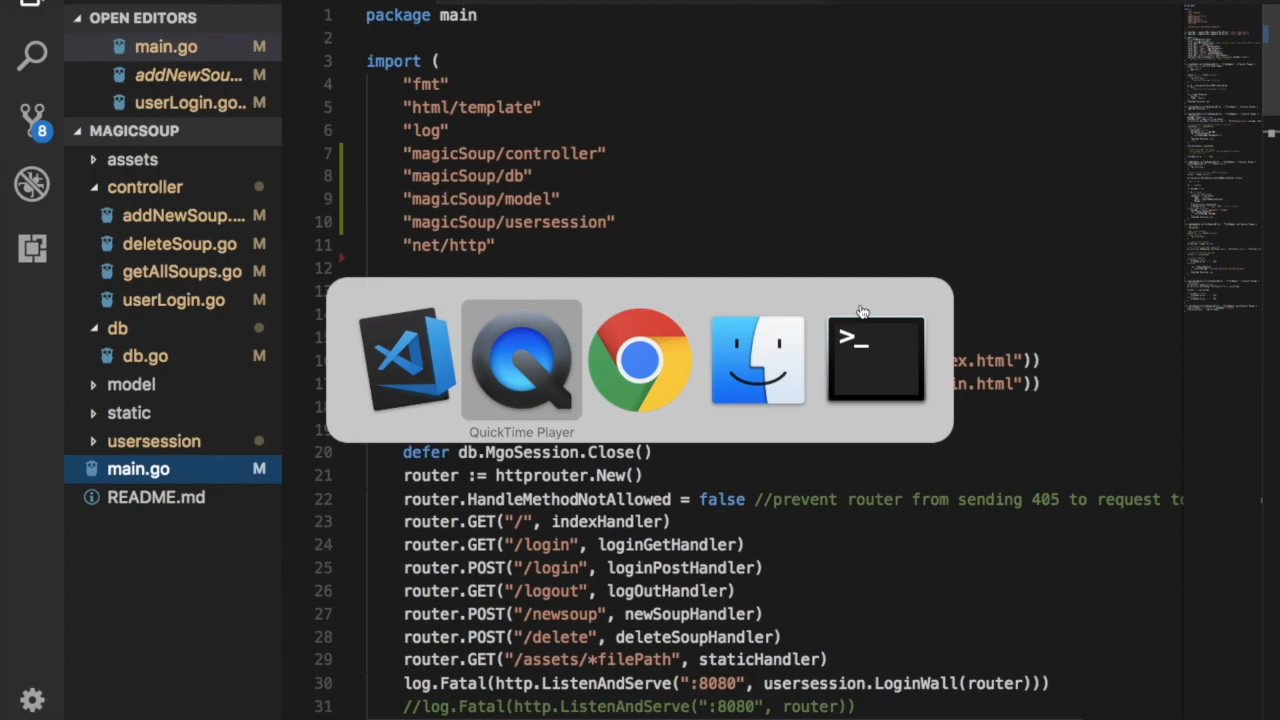 OPEN EDITORS
main.go M
addNewSou... M
userLogin.go.. M
8
MAGICSOUP
assets
controller
addNewSoup.... M
deleteSoup.go M
getAllSoups.go M
userLogin.go M
db
db.go M
model
static
usersession
main.go M
README.md
1 package main
2
3 import (
4 "fmt"
5 "html/template"
6 "log"
7 "magicSoup/controller"
8 "magicSoup/db"
9 "magicSoup/model"
10 "magicSoup/usersession"
11 "net/http"
12
ex.html"))
in.html"))
>_
QuickTime Player
20 defer db.MgoSession.Close()
21 router := httprouter.New()
22 router.HandleMethodNotAllowed = false //prevent router from sending 405 to request to
23 router.GET("/", indexHandler)
24 router.GET("/login", loginGetHandler)
25 router.POST("/login", loginPostHandler)
26 router.GET("/logout", logOutHandler)
27 router.POST("/newsoup", newSoupHandler)
28 router.POST("/delete", deleteSoupHandler)
29 router.GET("/assets/*filePath", staticHandler)
30 log.Fatal(http.ListenAndServe(":8080", usersession.LoginWall(router)))
31 //log.Fatal(http.ListenAndServe(":8080", router))